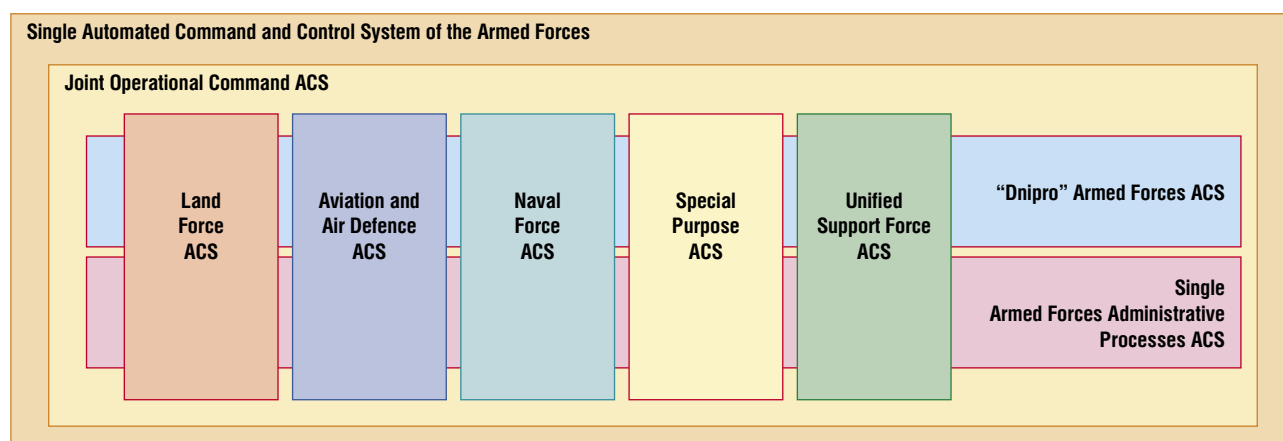 Single Automated Command and Control System of the Armed Forces
Joint Operational Command ACS
Land
Force
ACS
Aviation and
Air Defence
ACS
Naval
Force
ACS
Special
Purpose
ACS
Unified
Support Force
ACS
“Dnipro” Armed Forces ACS
Single
Armed Forces Administrative
Processes ACS